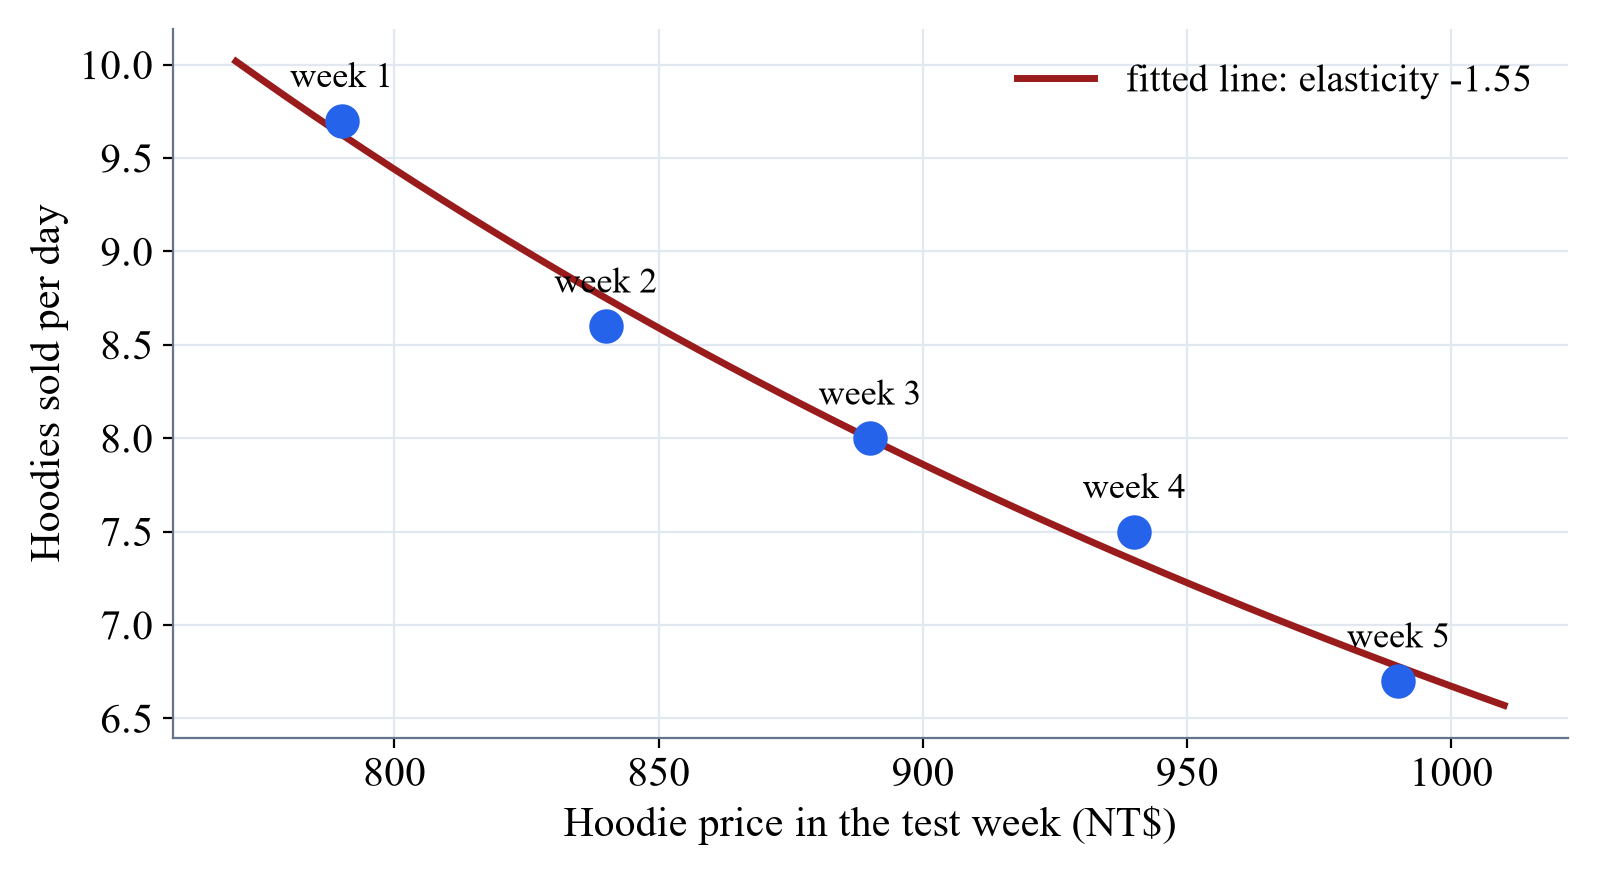 fitted line: elasticity -1.55
week 1
week 2
week 3
week 4
week 5
Hoodies sold per day
10.0
9.5
9.0
8.5
8.0
7.5
7.0
6.5
800
850
900
950
1000
Hoodie price in the test week (NT$)